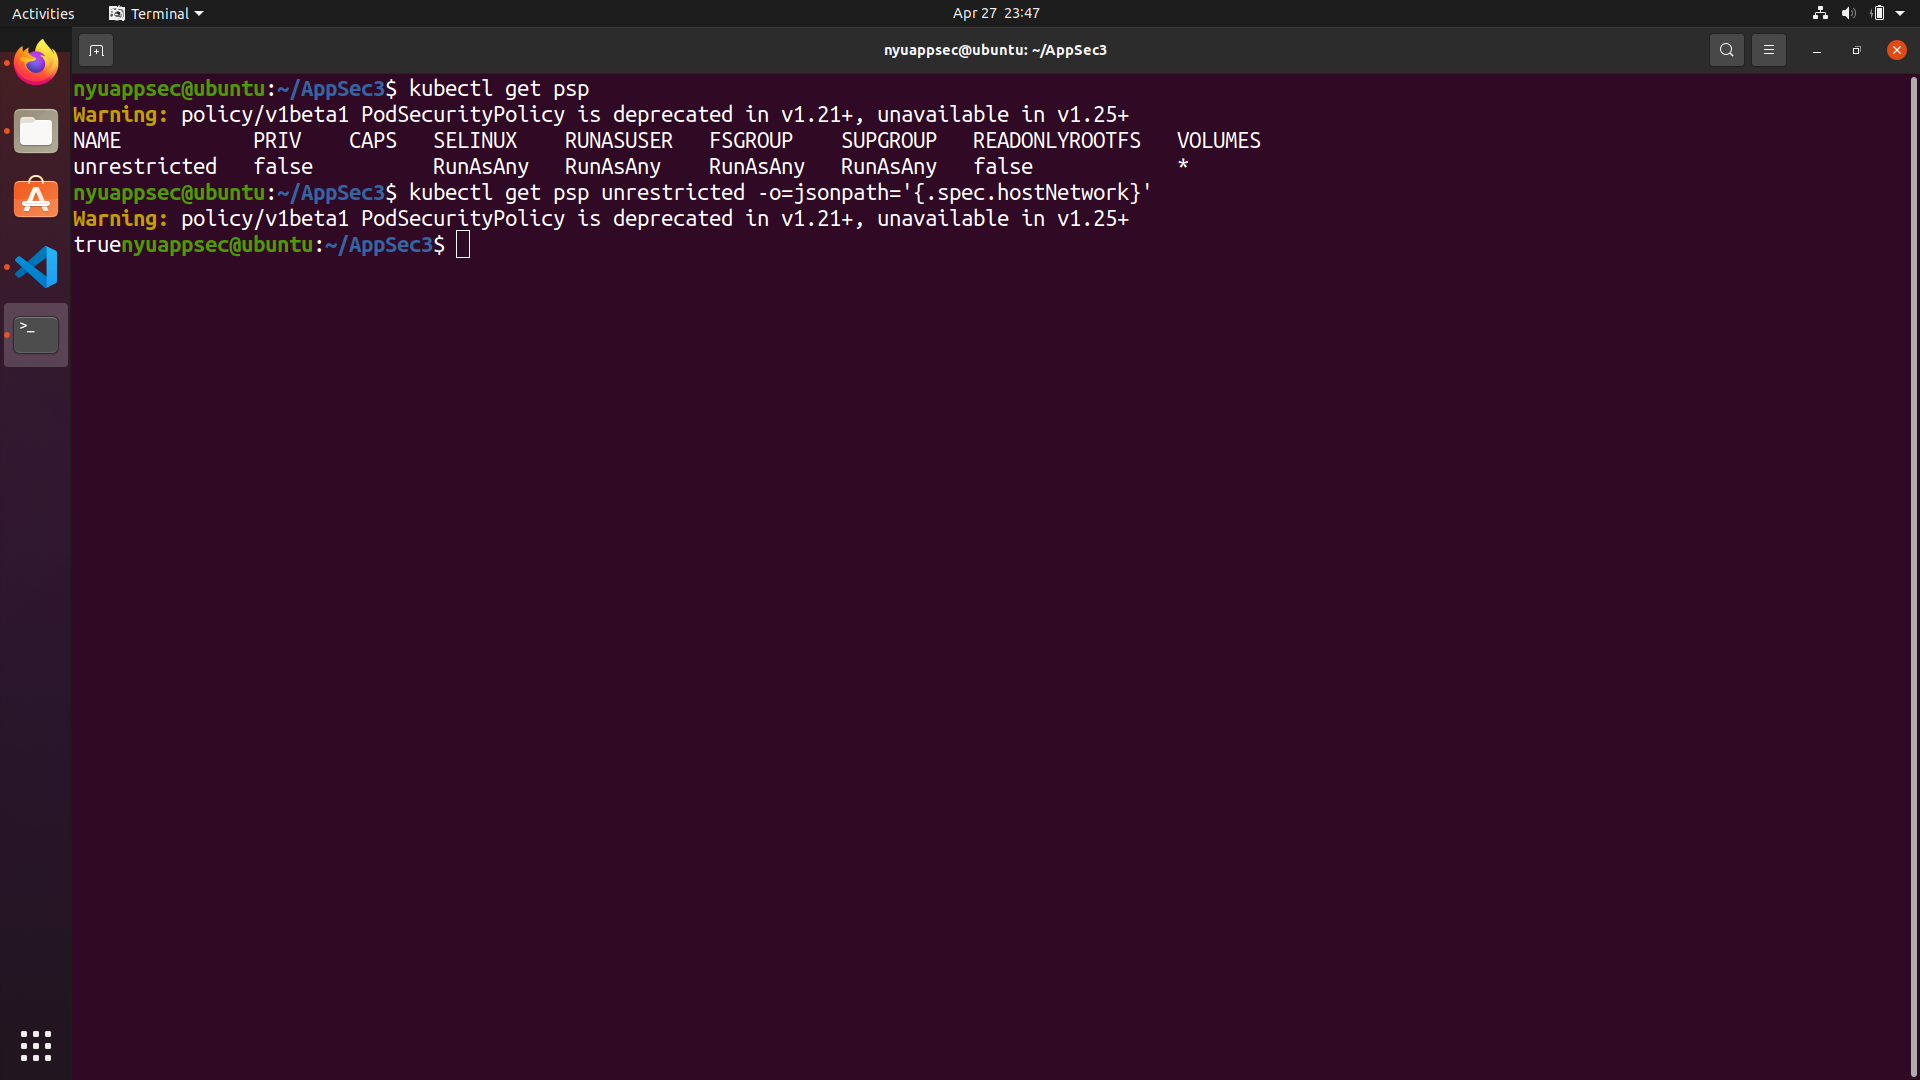 Activities Terminal Apr 27 23:47
nyuappsec@ubuntu: ~/AppSec3
nyuappsec@ubuntu:~/AppSec3$ kubectl get psp
Warning: policy/v1beta1 PodSecurityPolicy is deprecated in v1.21+, unavailable in v1.25+
NAME PRIV CAPS SELINUX RUNASUSER FSGROUP SUPGROUP READONLYROOTFS VOLUMES
unrestricted false RunAsAny RunAsAny RunAsAny RunAsAny false *
nyuappsec@ubuntu:~/AppSec3$ kubectl get psp unrestricted -o=jsonpath='{.spec.hostNetwork}'
Warning: policy/v1beta1 PodSecurityPolicy is deprecated in v1.21+, unavailable in v1.25+
truenyuappsec@ubuntu:~/AppSec3$
>_